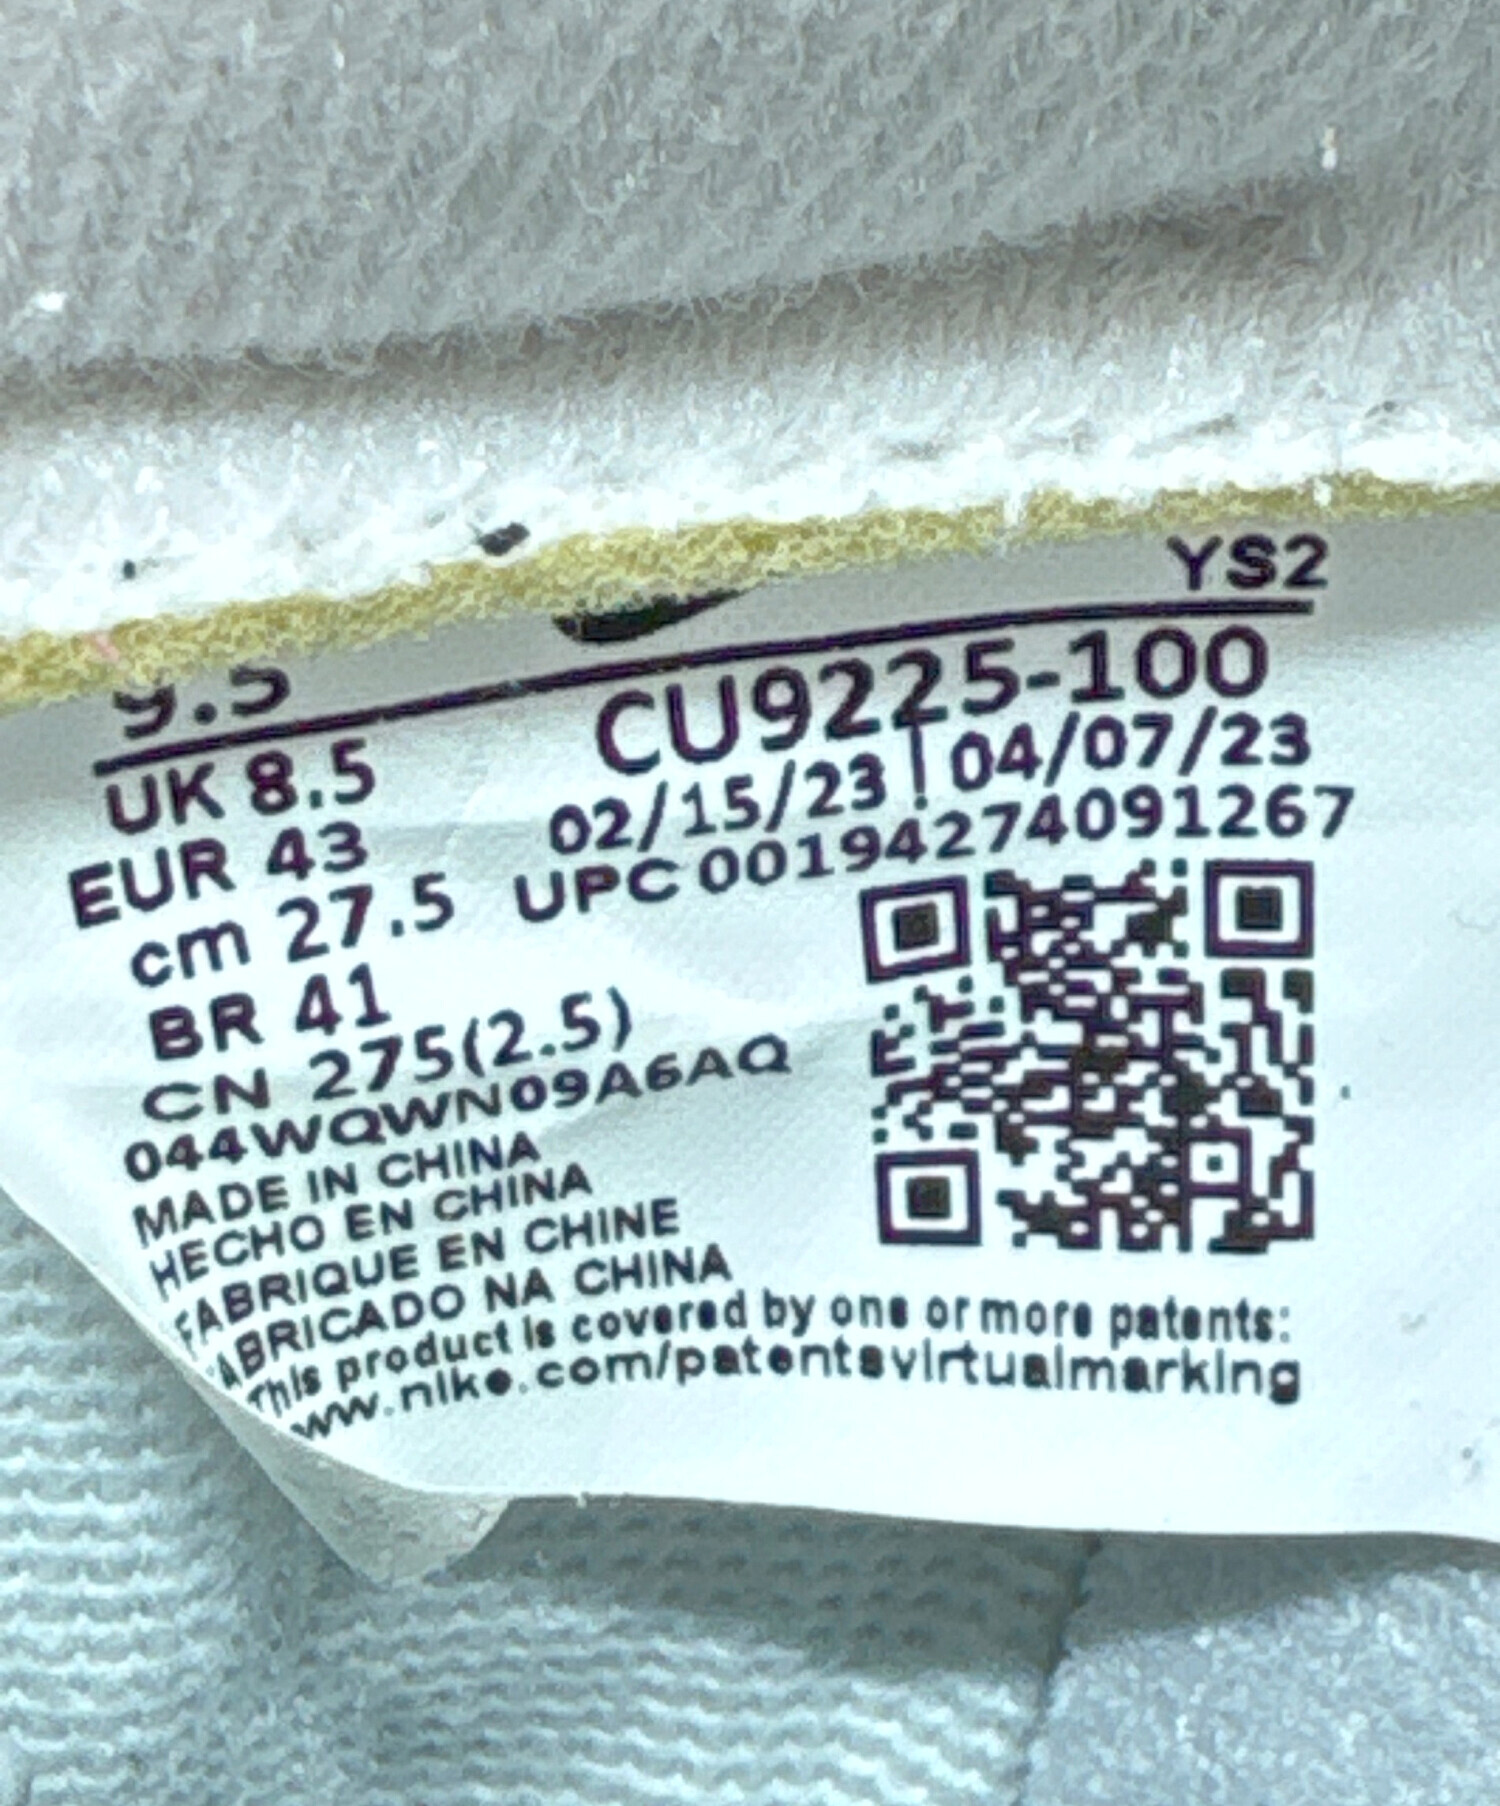 YS2
9.5
CU9225-100
UK 8.5
02/15/23 | 04/07/23
EUR 43
UPC 00194274091267
cm 27.5
BR 41
CN 275(2.5)
044WQWN09A6AQ
MADE IN CHINA
HECHO EN CHINA
FABRIQUE EN CHINE
FABRICADO NA CHINA
This product is covered by one or more patents:
www.nike.com/patentsvirtualmarking